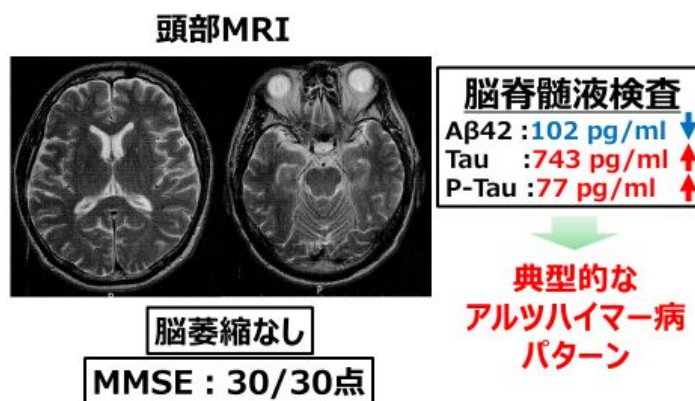 頭部MRI
脳脊髄液検査
Aβ42 :102 pg/ml
Tau :743 pg/ml
P-Tau : 77 pg/ml
典型的な
アルツハイマー病
パターン
脳萎縮なし
MMSE : 30/30点